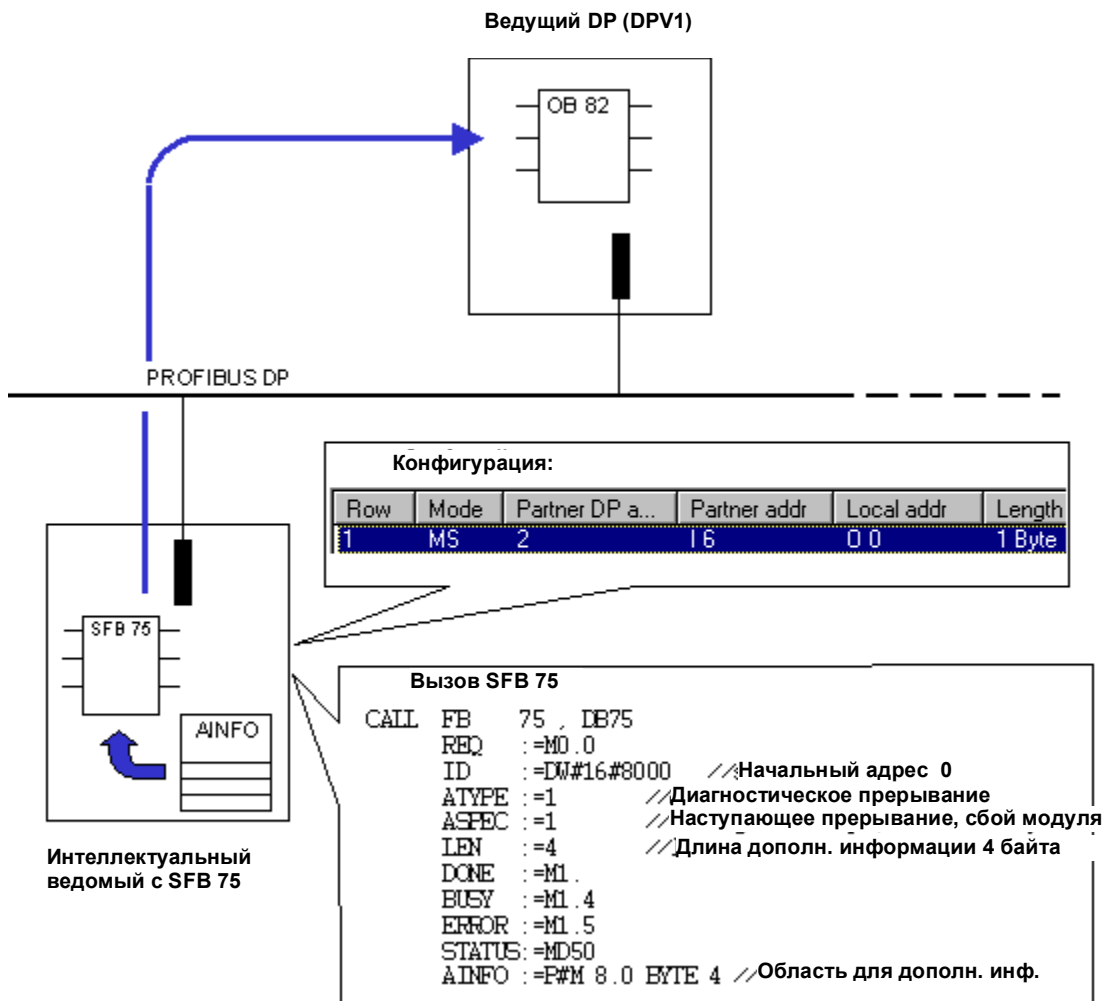 Ведущий DP (DPV1)
OB 82
PROFIBUS DP
Конфигурация:
Row Mode Partner DP a... Partner addr Local addr Length
1 MS 2 I 6 O 0 1 Byte
SFB 75
AINFO
Интеллектуальный
ведомый с SFB 75
Вызов SFB 75
CALL FB 75 , DB75
REQ :=M0.0
ID :=DW#16#8000 //Начальный адрес 0
ATYPE :=1 //Диагностическое прерывание
ASPEC :=1 //Наступающее прерывание, сбой модуля
LEN :=4 //Длина дополн. информации 4 байта
DONE :=M1.
BUSY :=M1.4
ERROR :=M1.5
STATUS:=MD50
AINFO :=P#M 8.0 BYTE 4 //Область для дополн. инф.